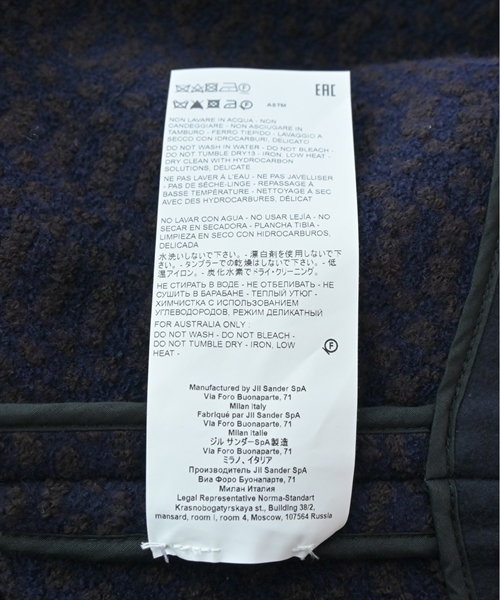 EAC
ASTM
NON LAVARE IN ACQUA - NON
CANDEGGIARE - NON ASCIUGARE IN
TAMBURO - FERRO TIEPIDO - LAVAGGIO A
SECCO CON IDROCARBURI, DELICATO
DO NOT WASH IN WATER - DO NOT BLEACH -
DO NOT TUMBLE DRY13 - IRON, LOW HEAT -
DRY CLEAN WITH HYDROCARBON
SOLUTIONS, DELICATE
NE PAS LAVER À L'EAU - NE PAS JAVELLISER
- PAS DE SÈCHE-LINGE - REPASSAGE À
BASSE TEMPÉRATURE - NETTOYAGE À SEC
AVEC DES HYDROCARBURES, DÉLICAT
NO LAVAR CON AGUA - NO USAR LEJÍA - NO
SECAR EN SECADORA - PLANCHA TIBIA -
LIMPIEZA EN SECO CON HIDROCARBUROS,
DELICADA
水洗いしないで下さい。- 漂白剤を使用しないで下
さい。- タンブラーでの乾燥はしないで下さい。- 低
温アイロン。- 炭化水素でドライ・クリーニング。
НЕ СТИРАТЬ В ВОДЕ - НЕ ОТБЕЛИВАТЬ - НЕ
СУШИТЬ В БАРАБАНЕ - ТЕПЛЫЙ УТЮГ -
ХИМЧИСТКА С ИСПОЛЬЗОВАНИЕМ
УГЛЕВОДОРОДОВ, РЕЖИМ ДЕЛИКАТНЫЙ
FOR AUSTRALIA ONLY :
DO NOT WASH - DO NOT BLEACH -
DO NOT TUMBLE DRY - IRON, LOW
HEAT -
F
Manufactured by Jil Sander SpA
Via Foro Buonaparte, 71
Milan Italy
Fabriqué par Jil Sander SpA
Via Foro Buonaparte, 71
Milan Italie
ジル サンダーSpA製造
Via Foro Buonaparte, 71
ミラノ、イタリア
Производитель Jil Sander SpA
Виа Форо Буонапарте, 71
Милан Италия
Legal Representative Norma-Standart
Krasnobogatyrskaya st., Building 38/2,
mansard, room I, room 4, Moscow, 107564 Russia